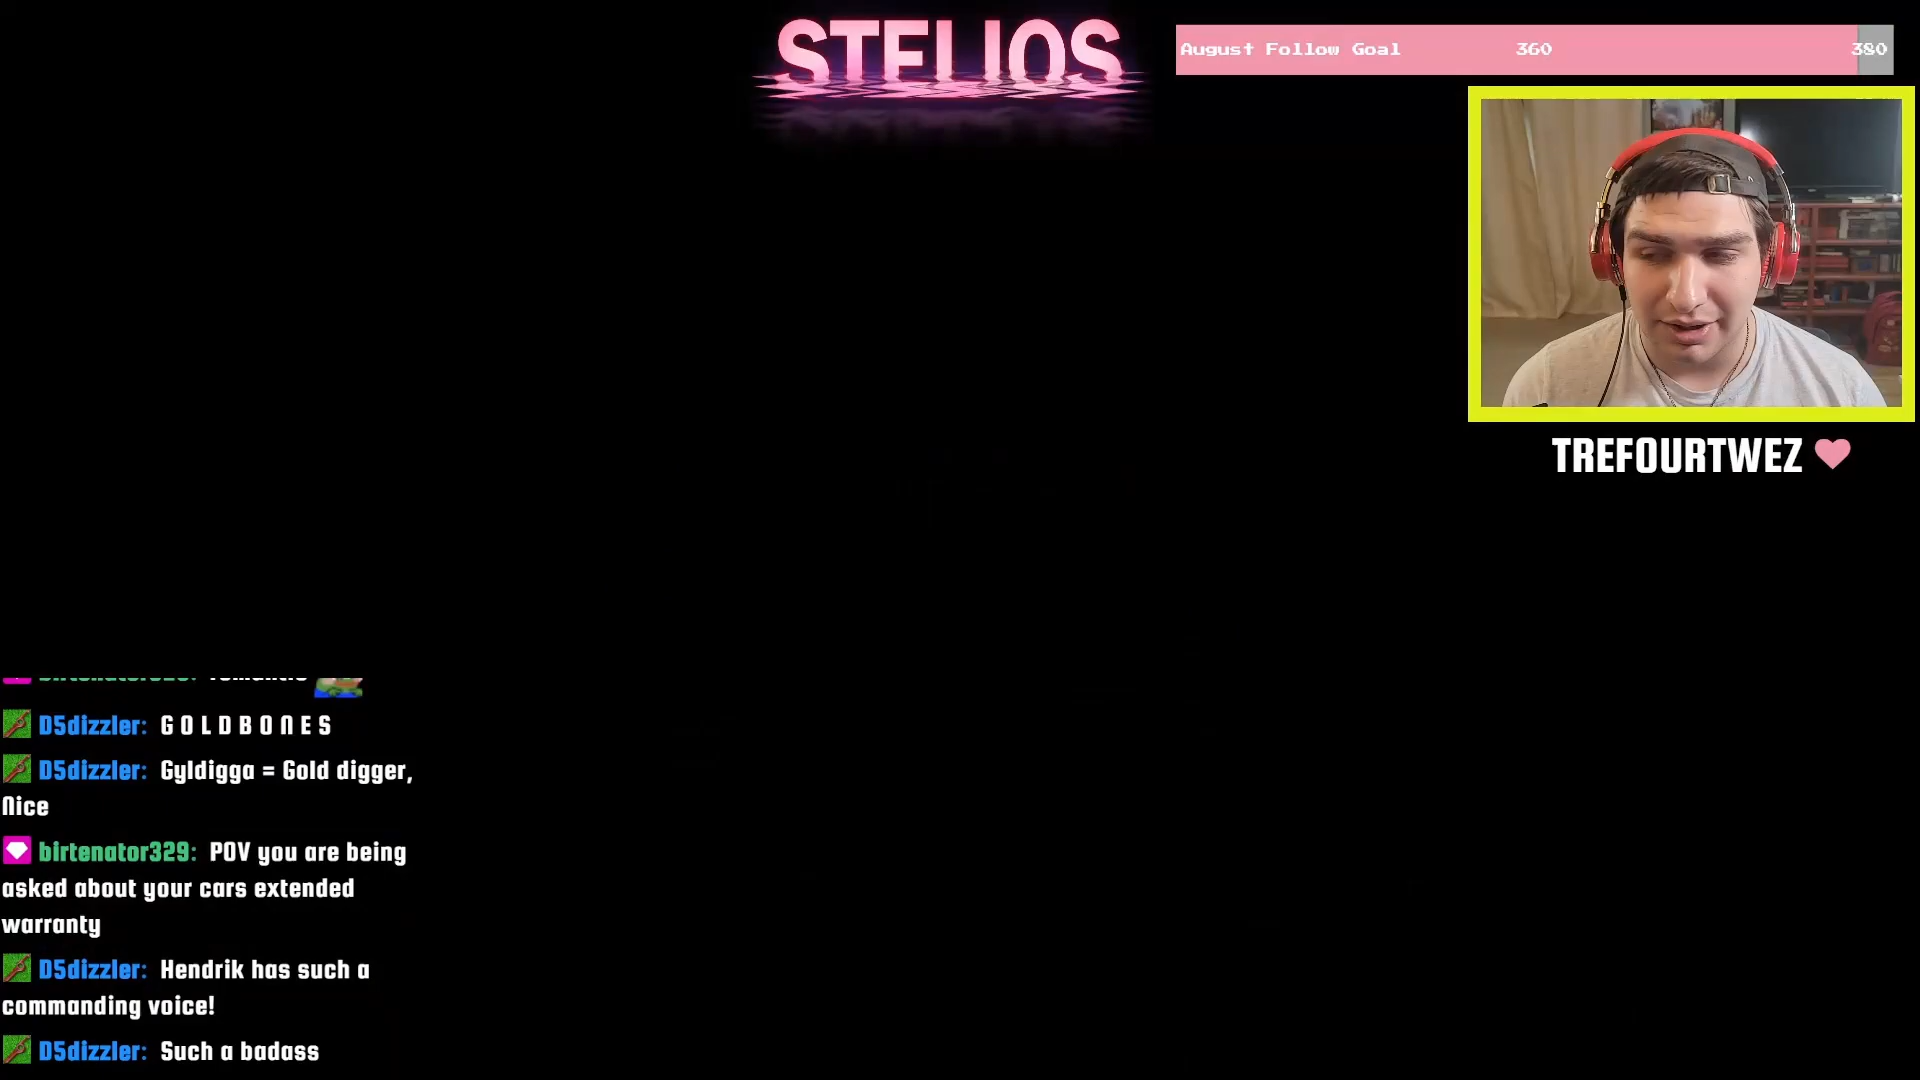 STELIOS
August Follow Goal 360 380
TREFOURTWEZ
D5dizzler: G O L D B O N E S
D5dizzler: Gyldigga = Gold digger,
Nice
birtenator329: POV you are being
asked about your cars extended
warranty
D5dizzler: Hendrik has such a
commanding voice!
D5dizzler: Such a badass